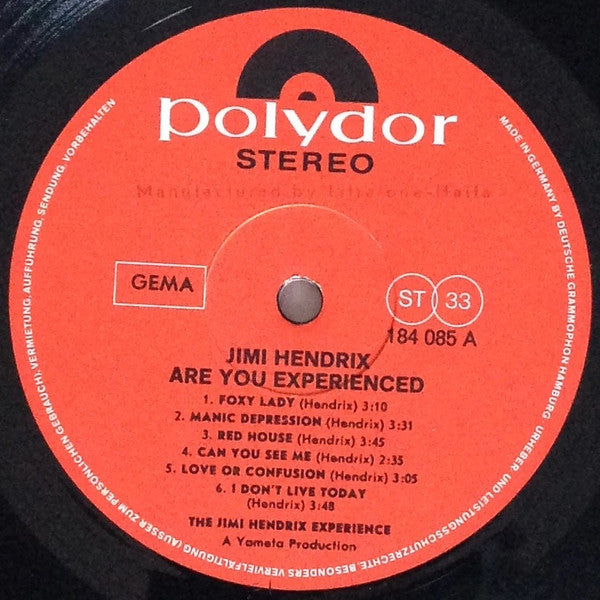 polydor
STEREO
Manufactured by
GEMA
ST 33
184 085 A
JIMI HENDRIX
ARE YOU EXPERIENCED
1. FOXY LADY (Hendrix) 3:10
2. MANIC DEPRESSION (Hendrix) 3:31
3. RED HOUSE (Hendrix) 3:45
4. CAN YOU SEE ME (Hendrix) 2:35
5. LOVE OR CONFUSION (Hendrix) 3:05
6. I DON'T LIVE TODAY
(Hendrix) 3:48
THE JIMI HENDRIX EXPERIENCE
A Yameta Production
MADE IN GERMANY BY DEUTSCHE GRAMMOPHON HAMBURG URHEBER- UND LEISTUNGSSCHUTZRECHTE, BESONDERS VERVIELFÄLTIGUNG (AUSSER ZUM PERSÖNLICHEN GEBRAUCH), VERMIETUNG, AUFFÜHRUNG, SENDUNG, VORBEHALTEN